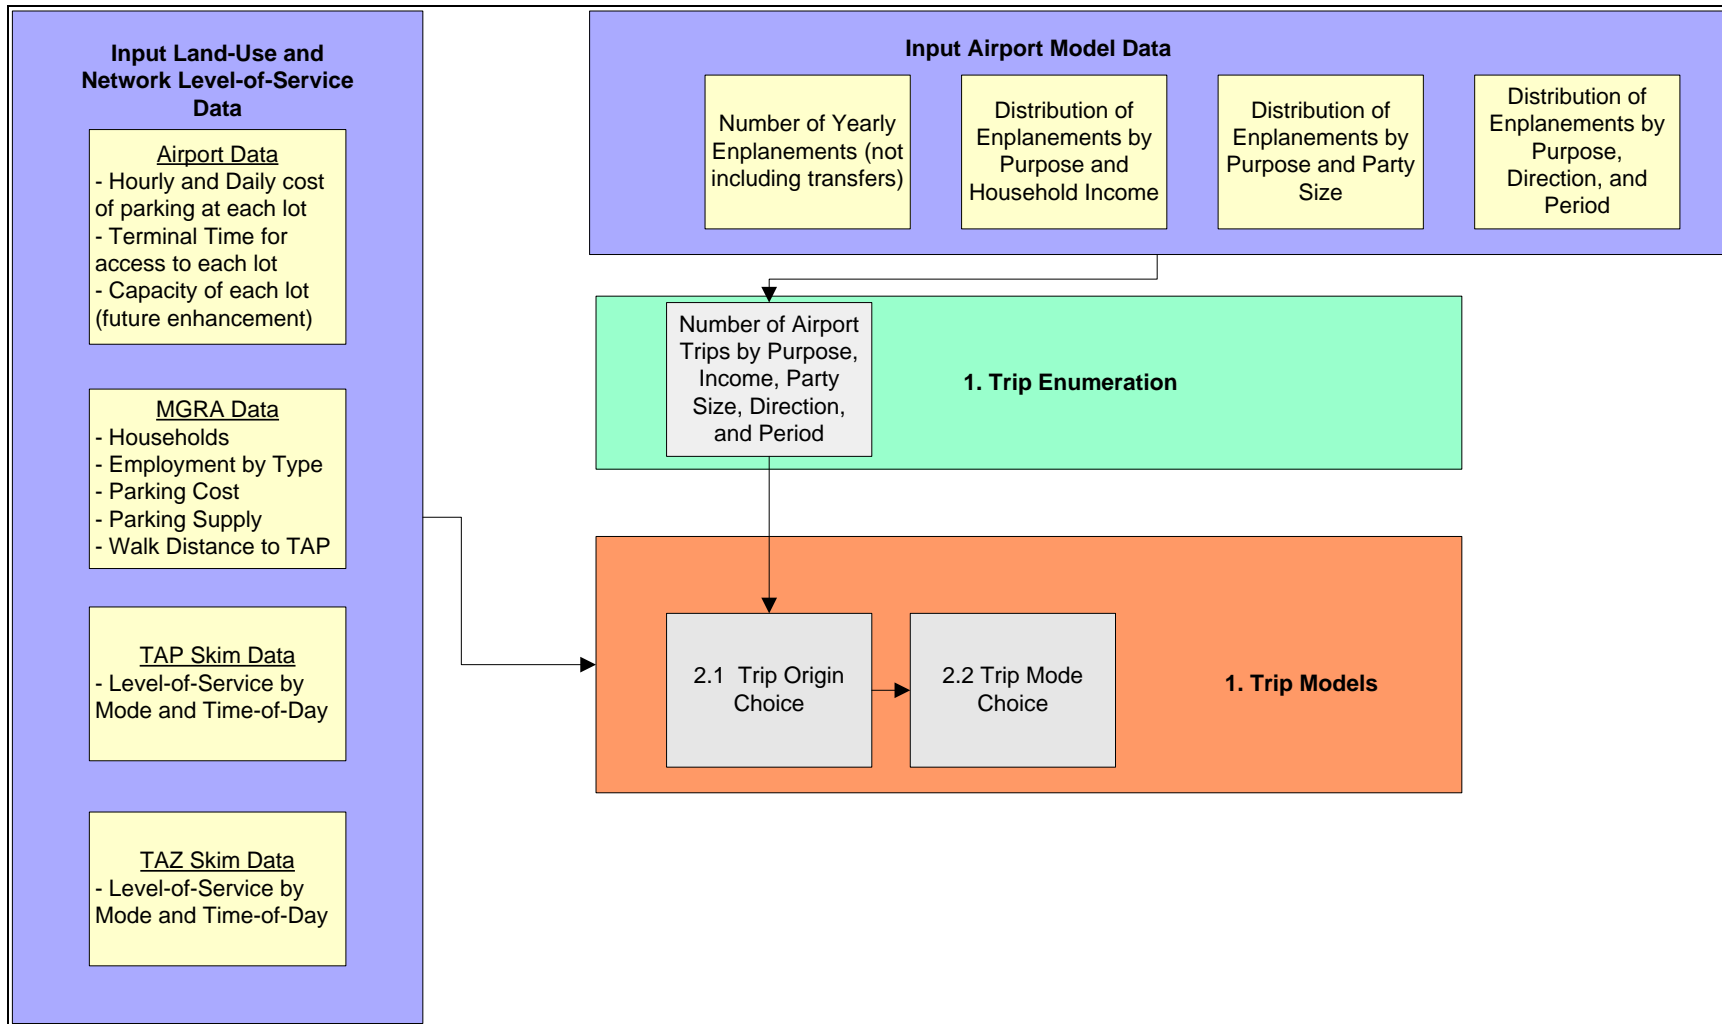 Input Land-Use and
Network Level-of-Service
Data
Airport Data
- Hourly and Daily cost
of parking at each lot
- Terminal Time for
access to each lot
- Capacity of each lot
(future enhancement)
MGRA Data
- Households
- Employment by Type
- Parking Cost
- Parking Supply
- Walk Distance to TAP
TAP Skim Data
- Level-of-Service by
Mode and Time-of-Day
TAZ Skim Data
- Level-of-Service by
Mode and Time-of-Day
Input Airport Model Data
Number of Yearly
Enplanements (not
including transfers)
Distribution of
Enplanements by
Purpose and
Household Income
Distribution of
Enplanements by
Purpose and Party
Size
Distribution of
Enplanements by
Purpose,
Direction, and
Period
Number of Airport
Trips by Purpose,
Income, Party
Size, Direction,
and Period
1. Trip Enumeration
2.1 Trip Origin
Choice
2.2 Trip Mode
Choice
1. Trip Models